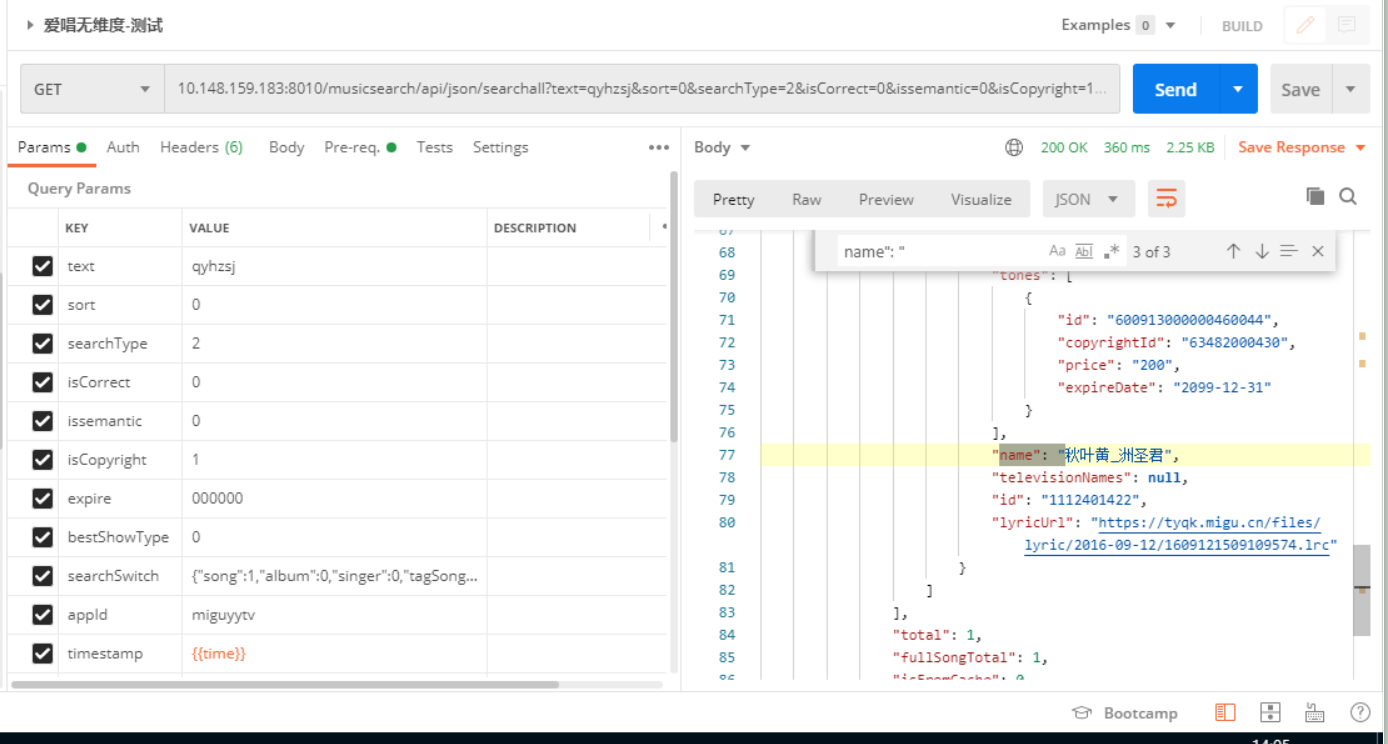 爱唱无维度-测试
Examples 0 BUILD
GET 10.148.159.183:8010/musicsearch/api/json/searchall?text=qyhzsj&sort=0&searchType=2&isCorrect=0&issemantic=0&isCopyright=1... Send Save
Params Auth Headers (6) Body Pre-req. Tests Settings •••
Query Params
KEY VALUE DESCRIPTION
text qyhzsj
sort 0
searchType 2
isCorrect 0
issemantic 0
isCopyright 1
expire 000000
bestShowType 0
searchSwitch {"song":1,"album":0,"singer":0,"tagSong...
appId miguyytv
timestamp {{time}}
Body 200 OK 360 ms 2.25 KB Save Response
Pretty Raw Preview Visualize JSON
name": " Aa Abl .* 3 of 3
67
68
69 "tones": [
70 {
71 "id": "600913000000460044",
72 "copyrightId": "63482000430",
73 "price": "200",
74 "expireDate": "2099-12-31"
75 }
76 ],
77 "name": "秋叶黄_洲圣君",
78 "televisionNames": null,
79 "id": "1112401422",
80 "lyricUrl": "https://tyqk.migu.cn/files/
lyric/2016-09-12/1609121509109574.lrc"
81 }
82 ]
83 ],
84 "total": 1,
85 "fullSongTotal": 1,
86 "isFromCache": 0
Bootcamp
14:05